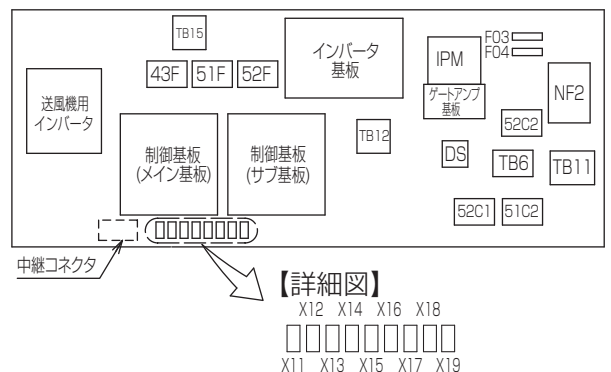 ●制御箱
TB15
43F 51F 52F
インバータ
基板
IPM
F03
F04
ゲートアンプ
基板
NF2
送風機用
インバータ
制御基板
(メイン基板)
制御基板
(サブ基板)
TB12
52C2
DS
TB6
TB11
52C1
51C2
中継コネクタ
【詳細図】
X12 X14 X16 X18
X11 X13 X15 X17 X19